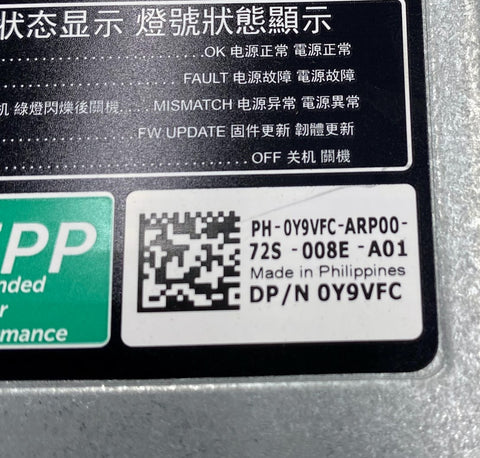 状态显示 燈號狀態顯示
OK 电源正常 電源正常
FAULT 电源故障 電源故障
机 綠燈閃爍後關機 MISMATCH 电源异常 電源異常
FW UPDATE 固件更新 韌體更新
OFF 关机 關機
PP
nded
r
mance
PH-0Y9VFC-ARP00-
72S -008E -A01
Made in Philippines
DP/N 0Y9VFC